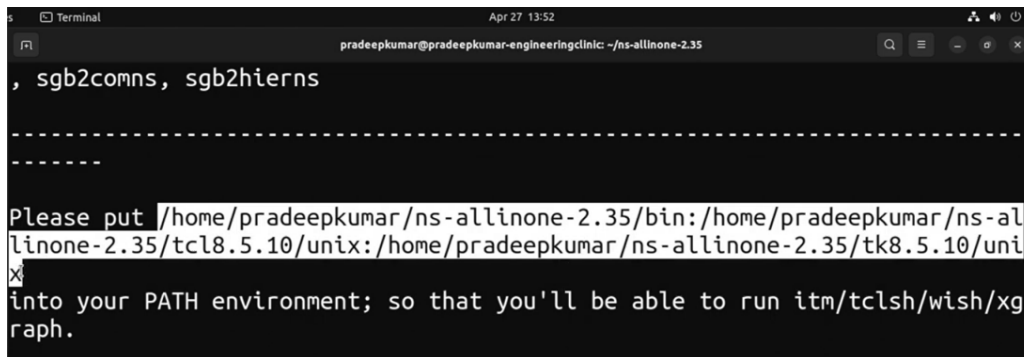 s Terminal Apr 27 13:52
pradeepkumar@pradeepkumar-engineeringclinic: ~/ns-allinone-2.35
, sgb2comns, sgb2hierns
---------------------------------------------------------------------------
-------
Please put /home/pradeepkumar/ns-allinone-2.35/bin:/home/pradeepkumar/ns-al
linone-2.35/tcl8.5.10/unix:/home/pradeepkumar/ns-allinone-2.35/tk8.5.10/uni
x
into your PATH environment; so that you'll be able to run itm/tclsh/wish/xg
raph.